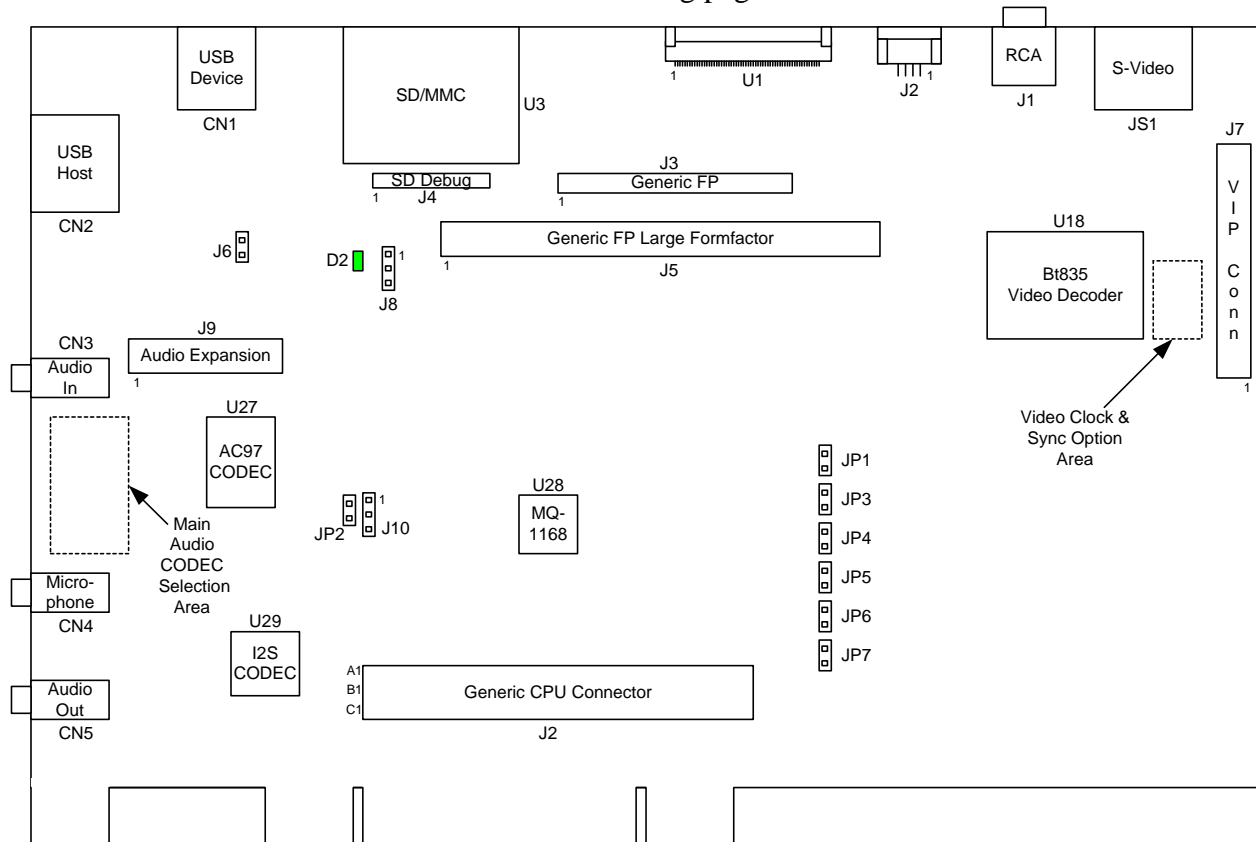 ng pag
USB
Device
CN1
SD/MMC
U3
1
U1
1
J2
RCA
J1
S-Video
JS1
J7
V
I
P
C
o
n
n
1
USB
Host
CN2
SD Debug
1
J4
J3
Generic FP
1
Generic FP Large Formfactor
1
J5
J6
D2
1
J8
U18
Bt835
Video Decoder
Video Clock &
Sync Option
Area
J9
Audio Expansion
1
CN3
Audio
In
U27
AC97
CODEC
Main
Audio
CODEC
Selection
Area
JP2
1
J10
U28
MQ-
1168
JP1
JP3
JP4
JP5
JP6
JP7
Micro-
phone
CN4
U29
I2S
CODEC
Audio
Out
CN5
A1
B1
C1
Generic CPU Connector
J2